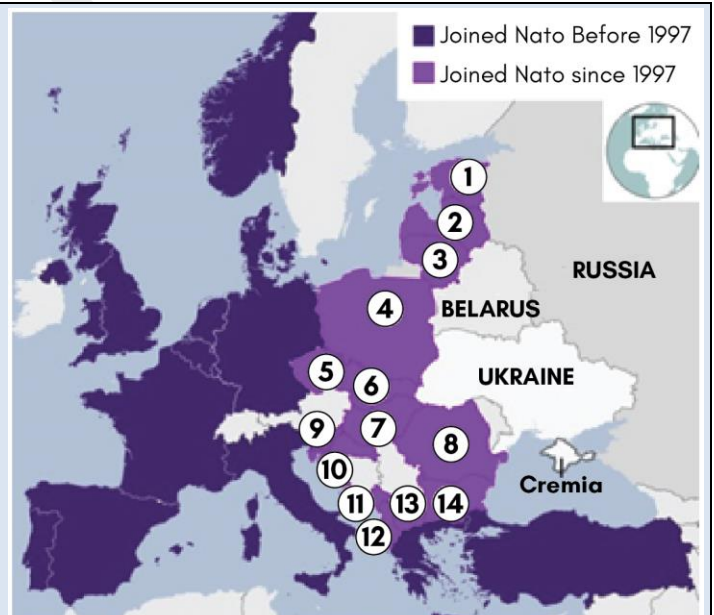 Joined Nato Before 1997
Joined Nato since 1997
1
2
3
RUSSIA
4
BELARUS
5
6
UKRAINE
9
7
8
10
Cremia
11
13
14
12